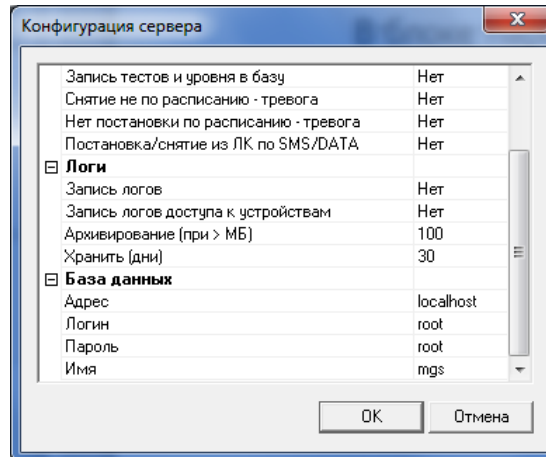 Конфигурация сервера
Запись тестов и уровня в базу Нет
Снятие не по расписанию - тревога Нет
Нет постановки по расписанию - тревога Нет
Постановка/снятие из ЛК по SMS/DATA Нет
Логи
Запись логов Нет
Запись логов доступа к устройствам Нет
Архивирование (при > МБ) 100
Хранить (дни) 30
База данных
Адрес localhost
Логин root
Пароль root
Имя mgs
OK Отмена